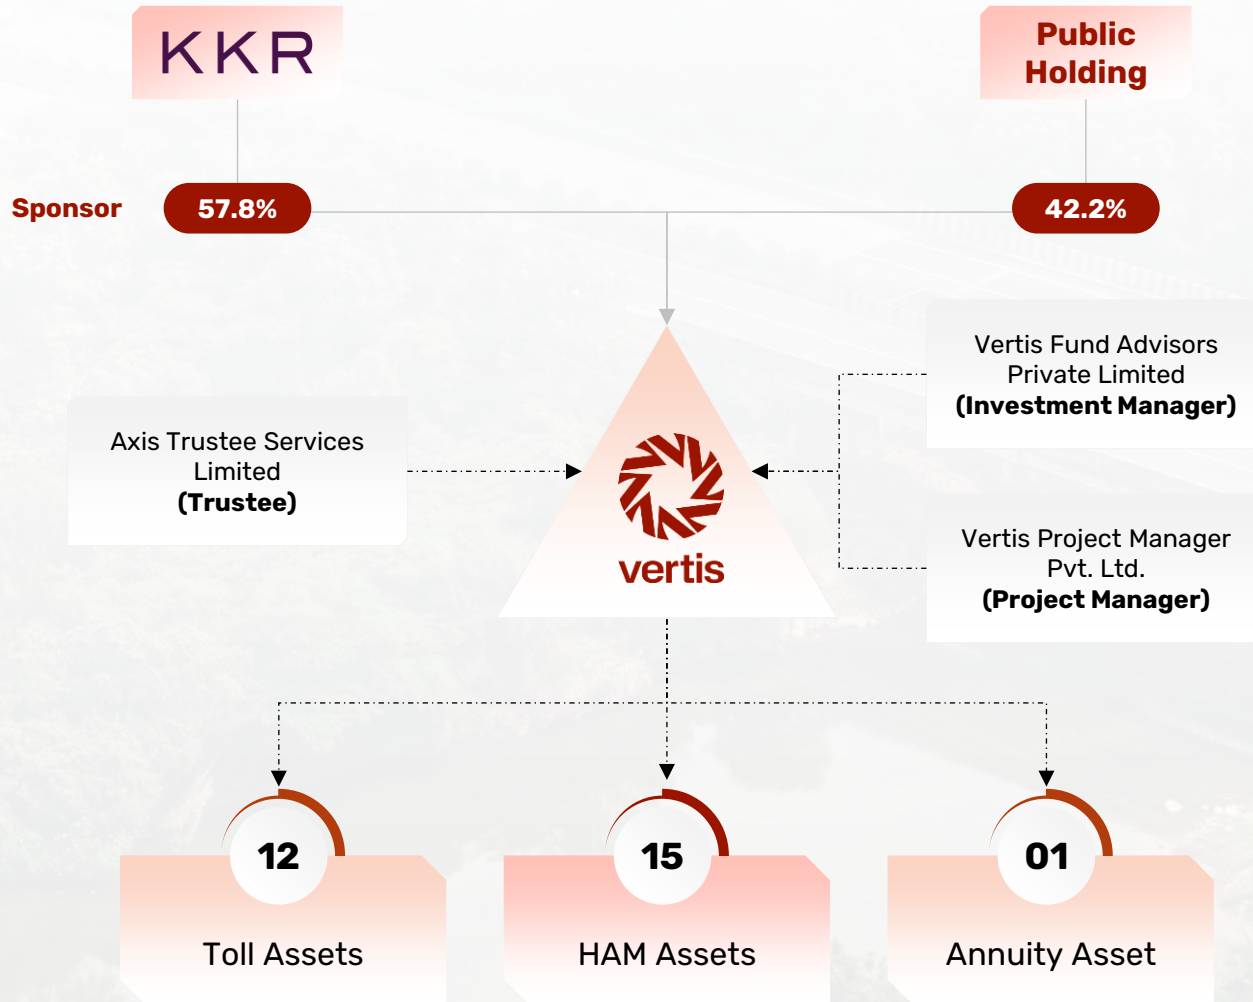 KKR
Public
Holding
Sponsor
57.8%
42.2%
Vertis Fund Advisors
Private Limited
(Investment Manager)
Axis Trustee Services
Limited
(Trustee)
vertis
Vertis Project Manager
Pvt. Ltd.
(Project Manager)
12
15
01
Toll Assets
HAM Assets
Annuity Asset